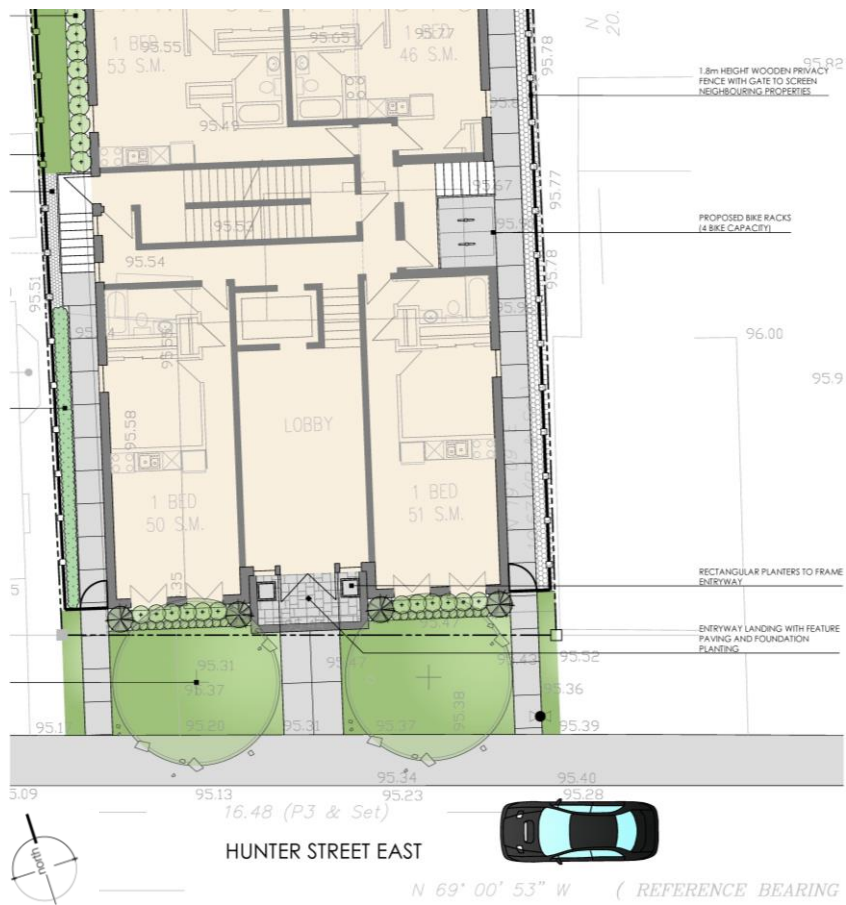 1 BED
53 S.M.
95.55
95.65
1 BED
95.77
46 S.M.
95.78
N
20.
95.82
1.8m HEIGHT WOODEN PRIVACY
FENCE WITH GATE TO SCREEN
NEIGHBOURING PROPERTIES
95.49
95.67
95.77
95.53
PROPOSED BIKE RACKS
(4 BIKE CAPACITY)
95.54
95.78
95.51
96.00
95.9
95.58
LOBBY
1 BED
50 S.M.
1 BED
51 S.M.
RECTANGULAR PLANTERS TO FRAME
ENTRYWAY
ENTRYWAY LANDING WITH FEATURE
PAVING AND FOUNDATION
PLANTING
95.47
95.31
95.37
95.47
95.43
95.52
95.36
95.38
95.20
95.31
95.37
95.39
95.34
95.40
5.09
95.13
95.23
95.28
16.48 (P3 & Set)
HUNTER STREET EAST
north
N 69° 00' 53" W ( REFERENCE BEARING